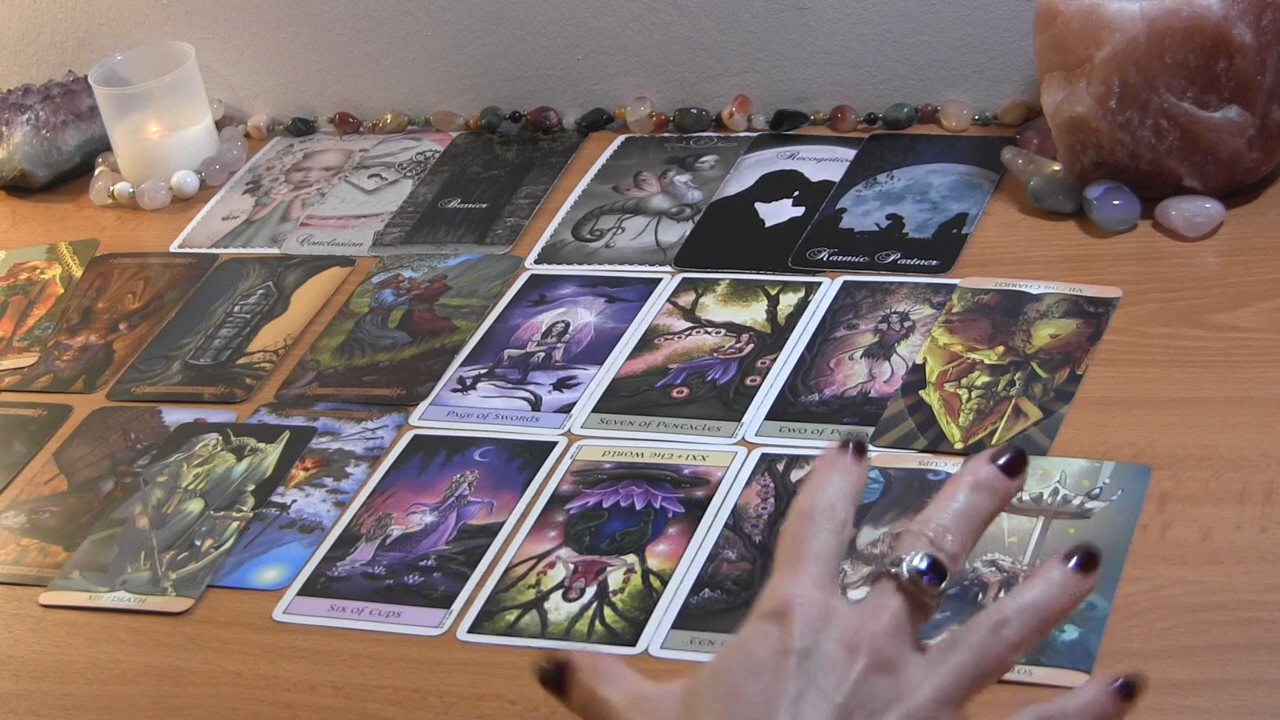 Conclusion
Barrier
Recognition
Karmic Partner
VII / THE CHARIOT
Page of Swords
Seven of Pentacles
Two of
XIII / DEATH
Six of Cups
XXI + The World
Ten
CUPS